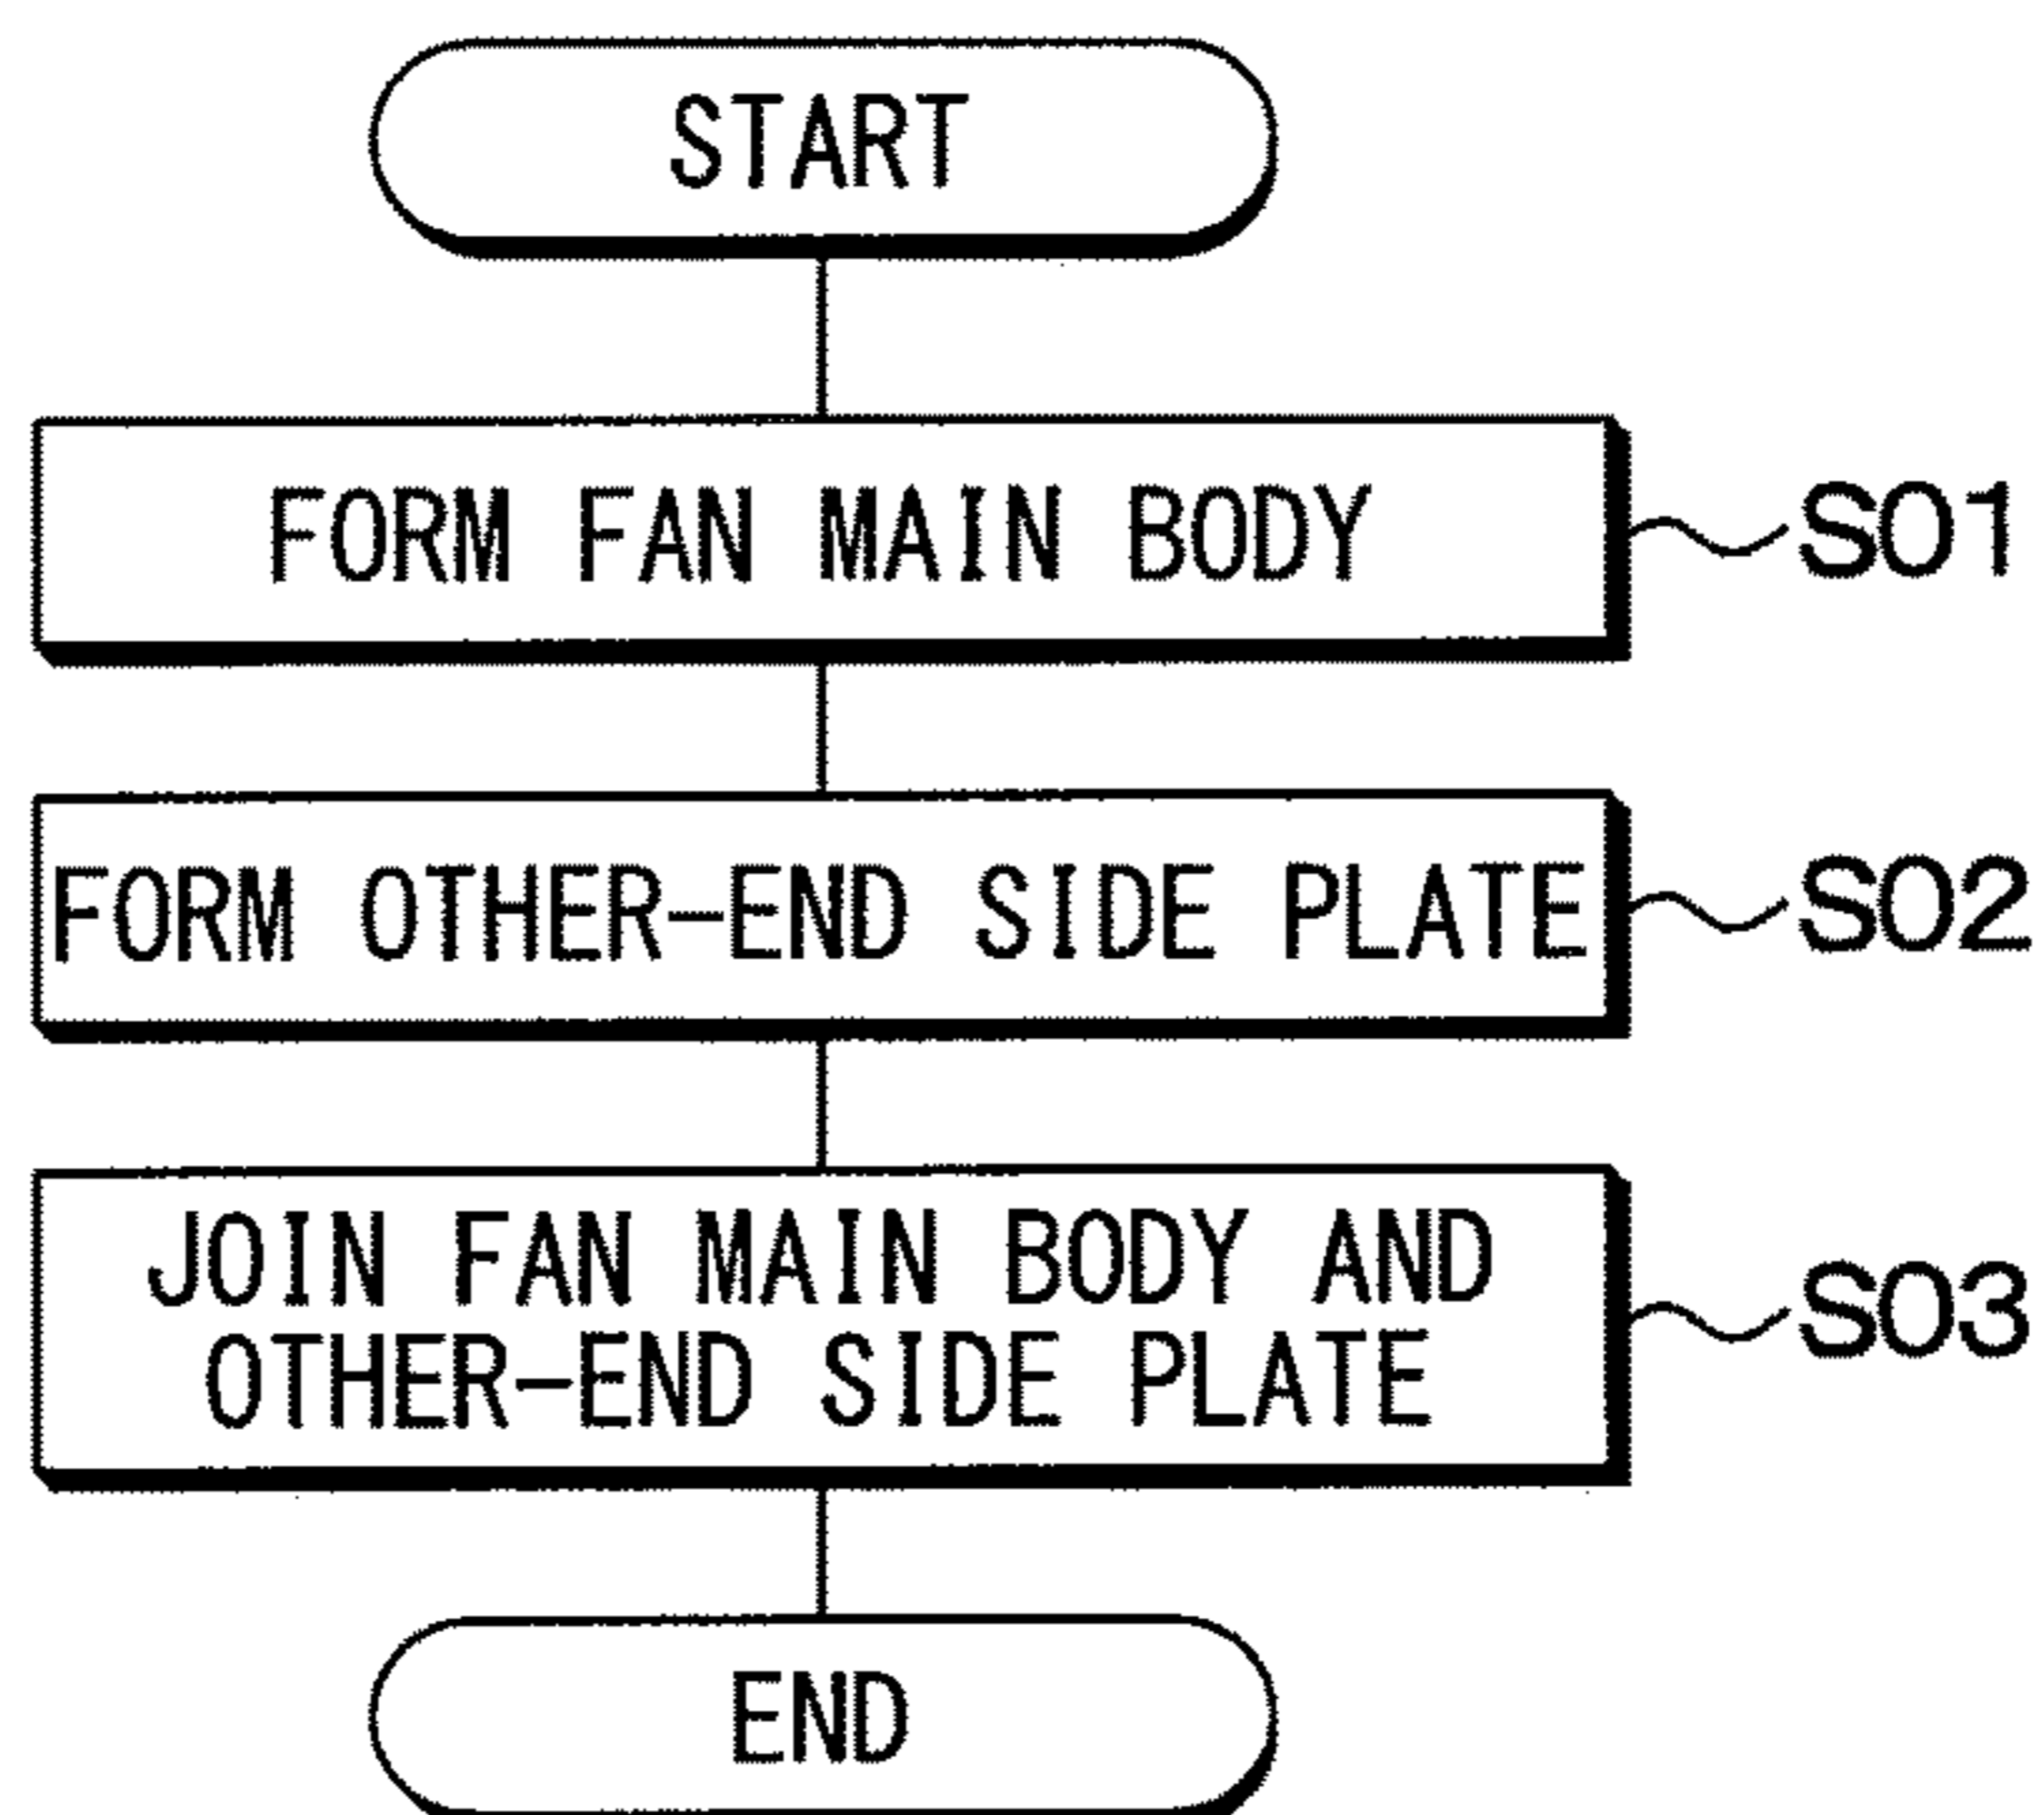 START
FORM FAN MAIN BODY
S01
FORM OTHER-END SIDE PLATE
S02
JOIN FAN MAIN BODY AND
OTHER-END SIDE PLATE
S03
END